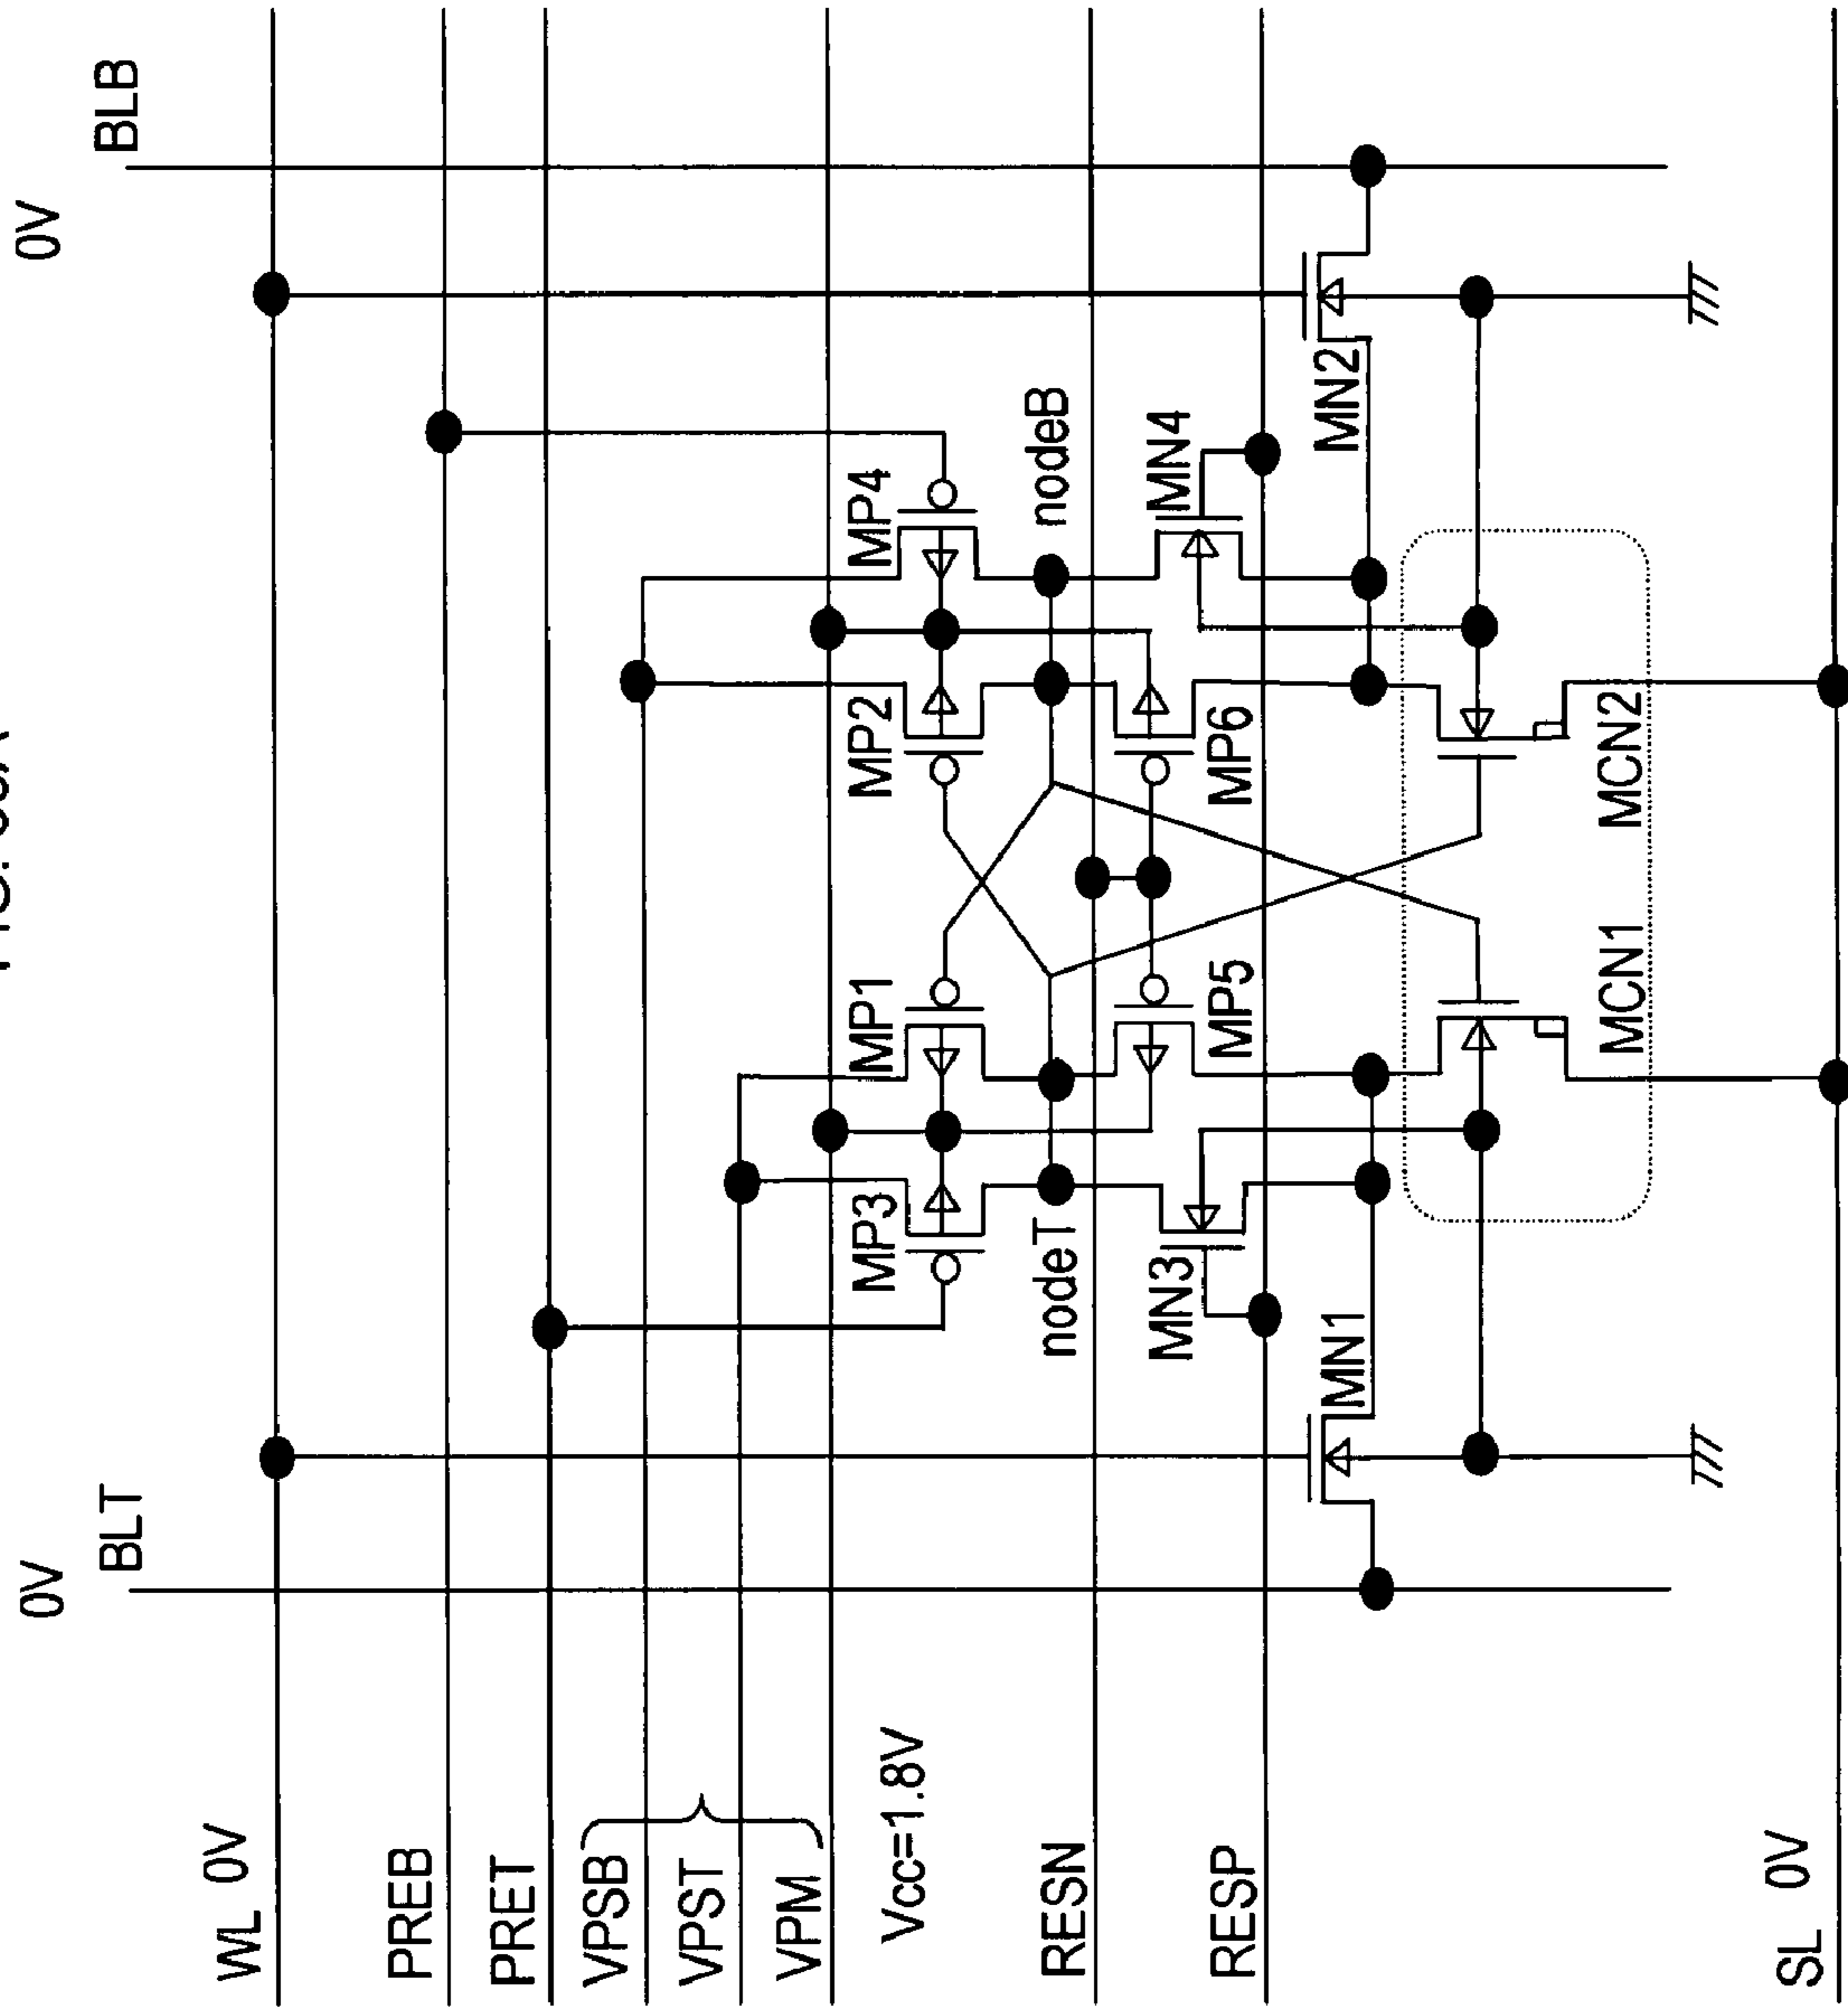 0V
0V
BLT
BLB
WL 0V
PREB
PRET
VPSB
VPST
VPM
Vcc=1.8V
MP3
MP1
MP2
MP4
nodeT
nodeB
RESN
MN3
MP5
MP6
MN4
RESP
MN1
MN2
MCN1
MCN2
SL 0V